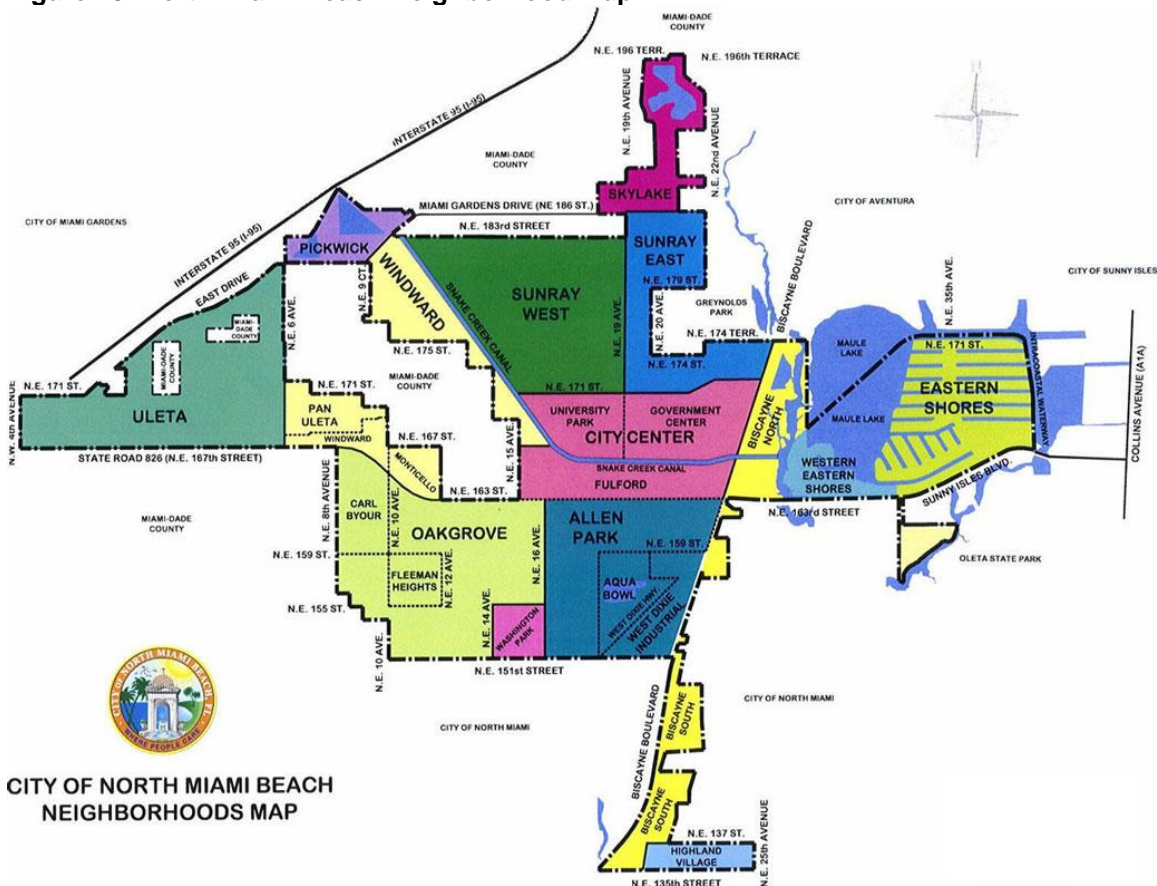 MIAMI-DADE
COUNTY
N.E. 196 TERR.
N.E. 196th TERRACE
INTERSTATE 95 (I-95)
N.E. 19th AVENUE
N.E. 22nd AVENUE
MIAMI-DADE
COUNTY
SKYLAKE
CITY OF MIAMI GARDENS
MIAMI GARDENS DRIVE (NE 186 ST.)
N.E. 183rd STREET
CITY OF AVENTURA
PICKWICK
INTERSTATE 95 (I-95)
EAST DRIVE
WINDWARD
SNAKE CREEK CANAL
SUNRAY
WEST
SUNRAY
EAST
N.E. 179 ST.
BISCAYNE BOULEVARD
N.E. 35th AVE.
CITY OF SUNNY ISLES
N.E. 6 AVE.
N.E. 9 CT.
N.E. 19 AVE.
N.E. 20 AVE.
GREYNOLDS
PARK
N.E. 174 TERR.
N.E. 174 ST.
MIAMI-DADE
COUNTY
MIAMI-DADE
COUNTY
N.E. 175 ST.
MIAMI-DADE
COUNTY
MAULE
LAKE
N.E. 171 ST.
INTRACOASTAL WATERWAY
COLLINS AVENUE (A1A)
N.W. 4th AVENUE
N.E. 171 ST.
ULETA
N.E. 171 ST.
PAN
ULETA
WINDWARD
N.E. 171 ST.
UNIVERSITY
PARK
GOVERNMENT
CENTER
CITY CENTER
BISCAYNE
NORTH
MAULE LAKE
EASTERN
SHORES
STATE ROAD 826 (N.E. 167th STREET)
N.E. 167 ST.
MONTICELLO
N.E. 15 AVE.
SNAKE CREEK CANAL
FULFORD
WESTERN
EASTERN
SHORES
SUNNY ISLES BLVD.
N.E. 163 ST.
N.E. 163rd STREET
MIAMI-DADE
COUNTY
N.E. 8th AVENUE
CARL
BYOUR
N.E. 10 AVE.
OAKGROVE
N.E. 16 AVE.
ALLEN
PARK
N.E. 159 ST.
N.E. 159 ST.
OLETA STATE PARK
FLEEMAN
HEIGHTS
N.E. 12 AVE.
AQUA
BOWL
WEST DIXIE HWY
WEST DIXIE
INDUSTRIAL
N.E. 155 ST.
N.E. 14 AVE.
WASHINGTON
PARK
N.E. 10 AVE.
N.E. 151st STREET
CITY OF NORTH MIAMI BEACH, FL
WHERE PEOPLE CARE
CITY OF NORTH MIAMI
CITY OF NORTH MIAMI
BISCAYNE BOULEVARD
BISCAYNE
SOUTH
BISCAYNE
SOUTH
CITY OF NORTH MIAMI BEACH
NEIGHBORHOODS MAP
N.E. 137 ST.
HIGHLAND
VILLAGE
N.E. 25th AVENUE
N.E. 135th STREET